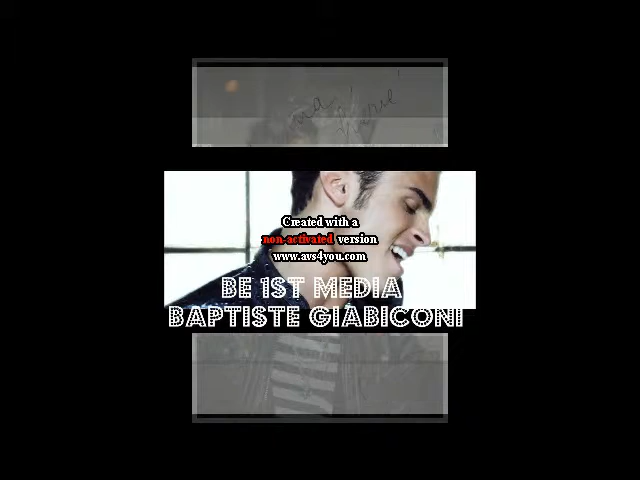 Created with a
non-activated version
www.avs4you.com
BE 1ST MEDIA
BAPTISTE GIABICONI